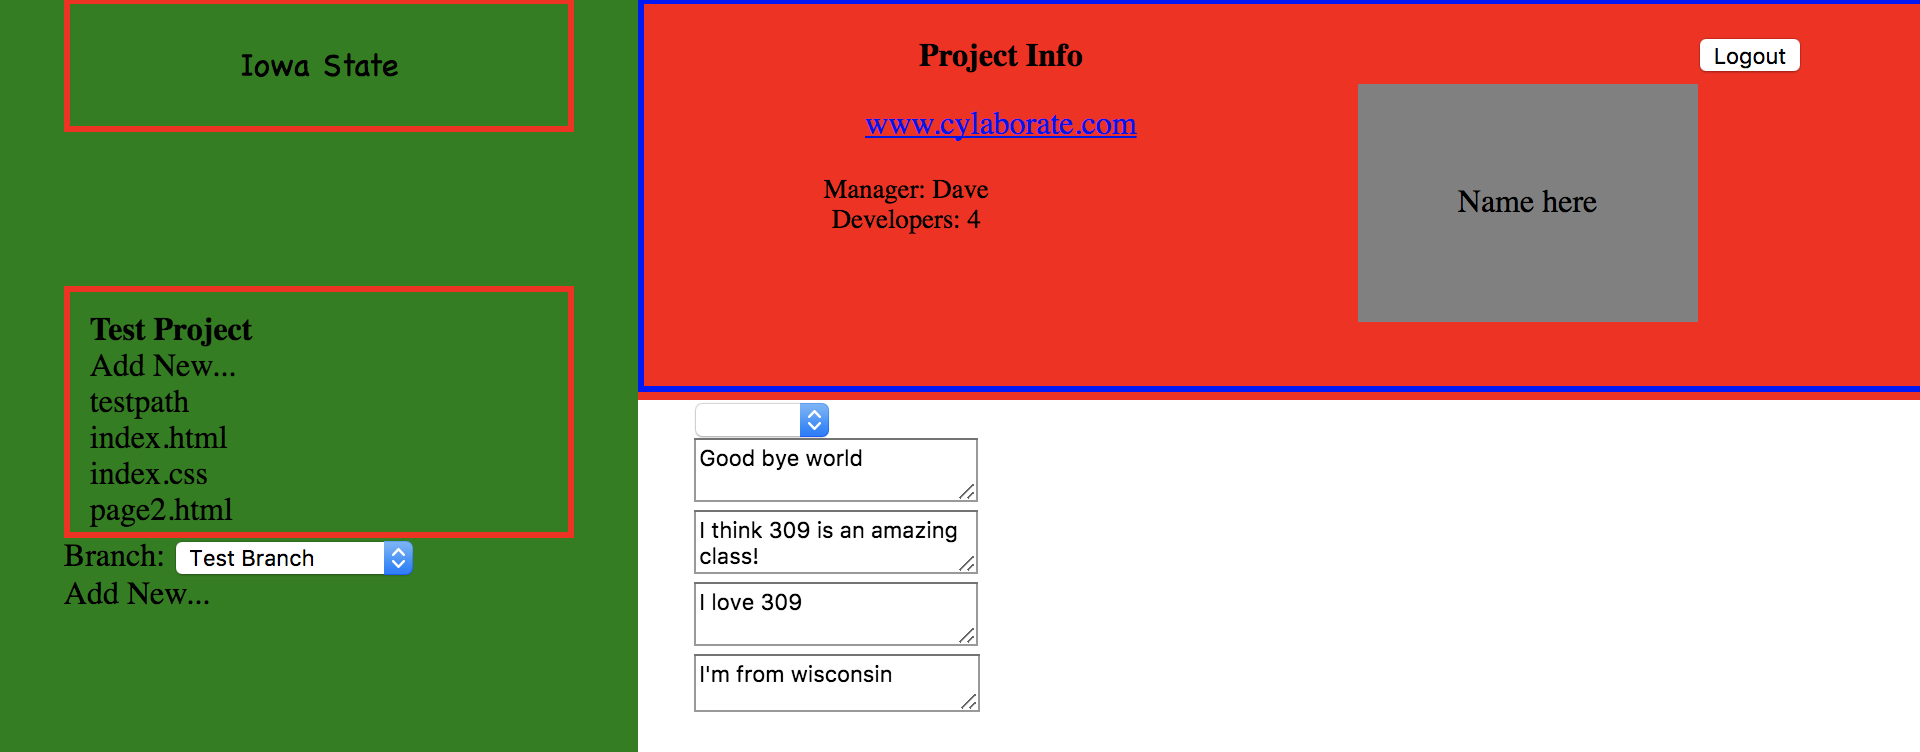 Iowa State
Test Project
Add New...
testpath
index.html
index.css
page2.html
Branch: Test Branch
Add New...
Project Info
Logout
www.cylaborate.com
Manager: Dave
Developers: 4
Name here
Good bye world
I think 309 is an amazing
class!
I love 309
I'm from wisconsin